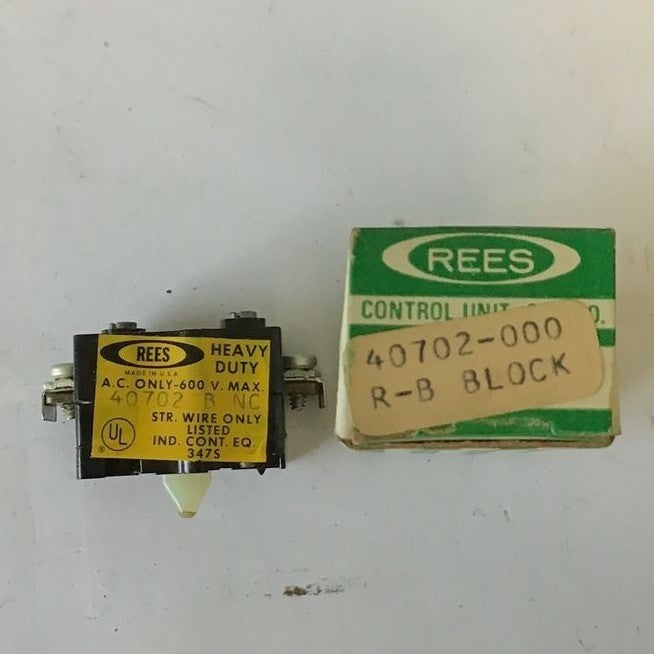 REES
HEAVY
DUTY
MADE IN U.S.A.
A.C. ONLY-600 V. MAX.
40702 B NC
STR. WIRE ONLY
LISTED
IND. CONT. EQ.
347S
UL
®
REES
CONTROL UNIT
O.
40702-000
R-B BLOCK